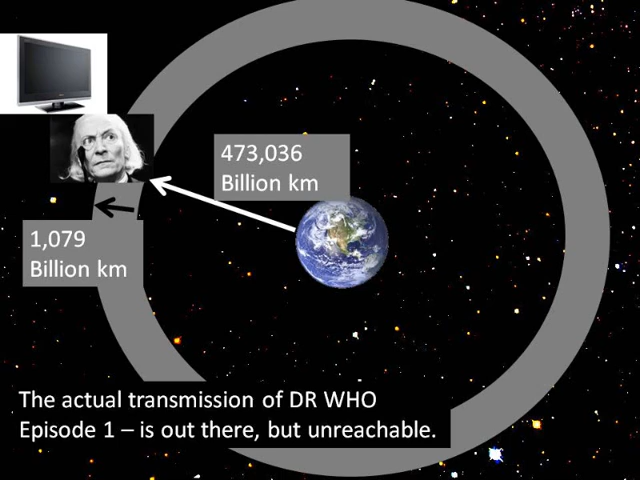 473,036
Billion km
1,079
Billion km
The actual transmission of DR WHO
Episode 1 – is out there, but unreachable.